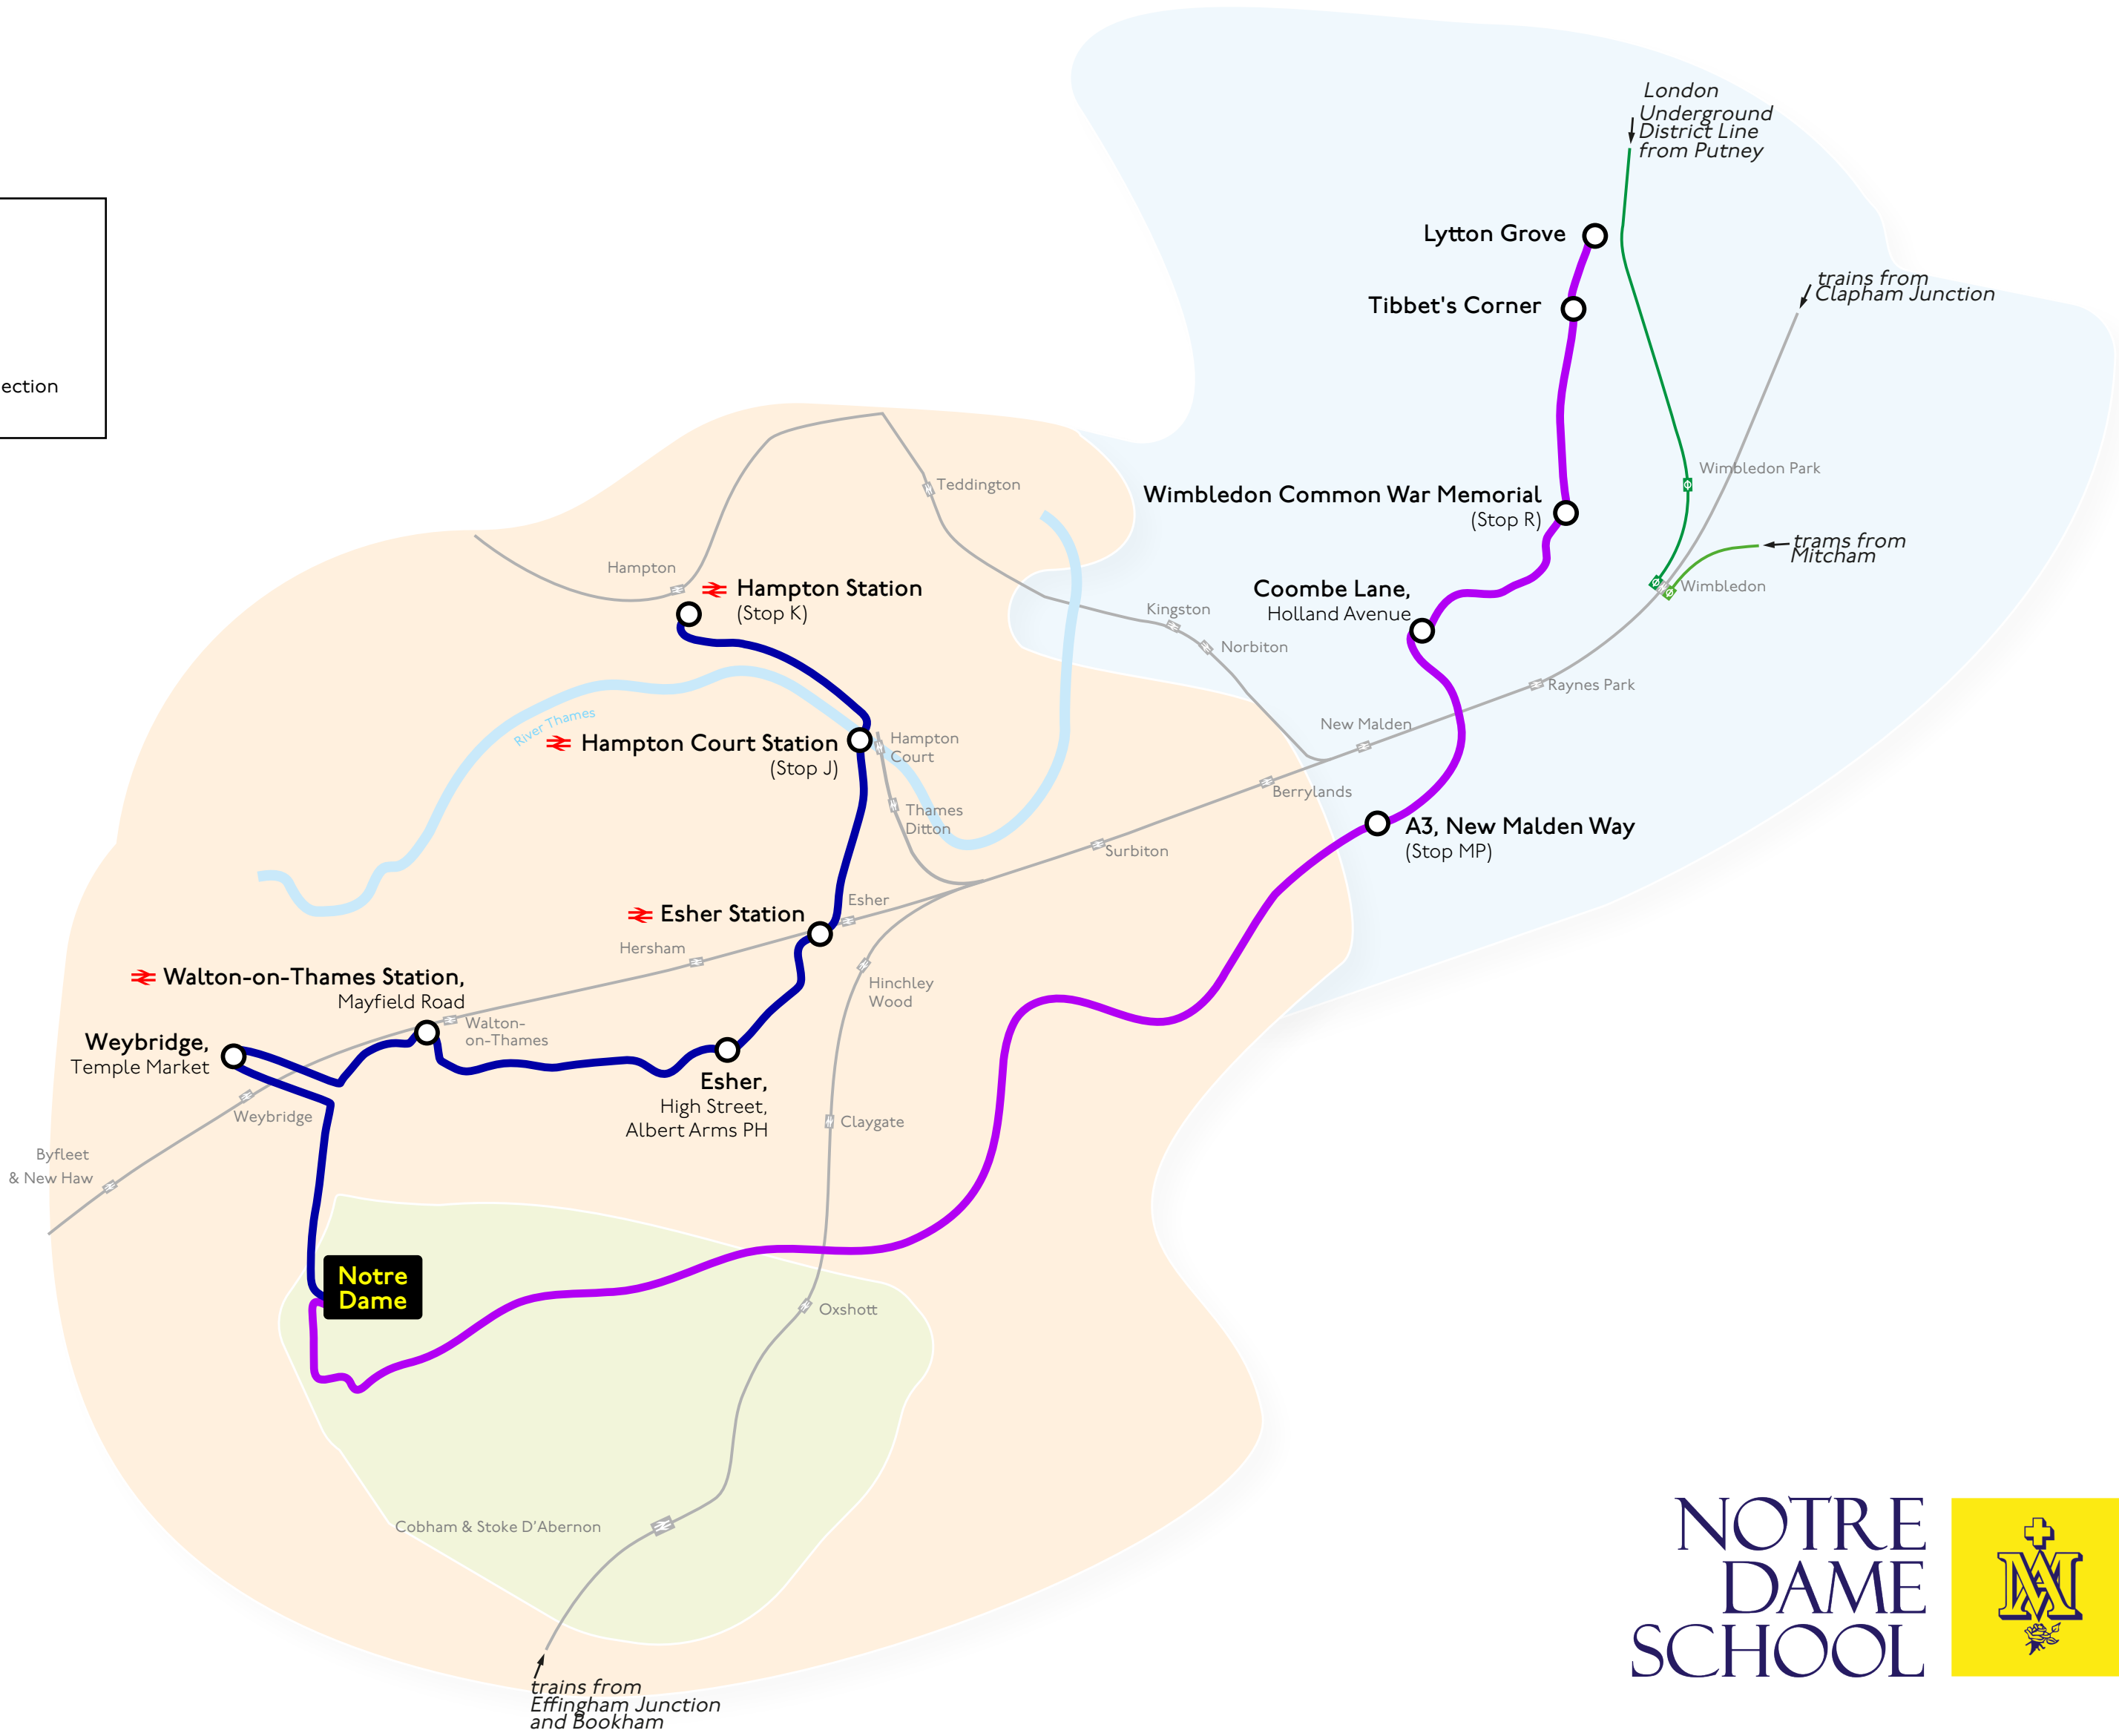 London
Underground
District Line
from Putney
Lytton Grove
trains from
Clapham Junction
Tibbet's Corner
ection
Wimbledon Park
Teddington
Wimbledon Common War Memorial
(Stop R)
trams from
Mitcham
Hampton
Hampton Station
(Stop K)
Coombe Lane,
Holland Avenue
Wimbledon
Kingston
Norbiton
Raynes Park
River Thames
New Malden
Hampton Court Station
(Stop J)
Hampton
Court
Berrylands
Thames
Ditton
A3, New Malden Way
(Stop MP)
Surbiton
Esher
Esher Station
Hersham
Walton-on-Thames Station,
Mayfield Road
Hinchley
Wood
Walton-
on-Thames
Weybridge,
Temple Market
Esher,
High Street,
Albert Arms PH
Weybridge
Claygate
Byfleet
& New Haw
Notre
Dame
Oxshott
Cobham & Stoke D'Abernon
trains from
Effingham Junction
and Bookham
NOTRE
DAME
SCHOOL